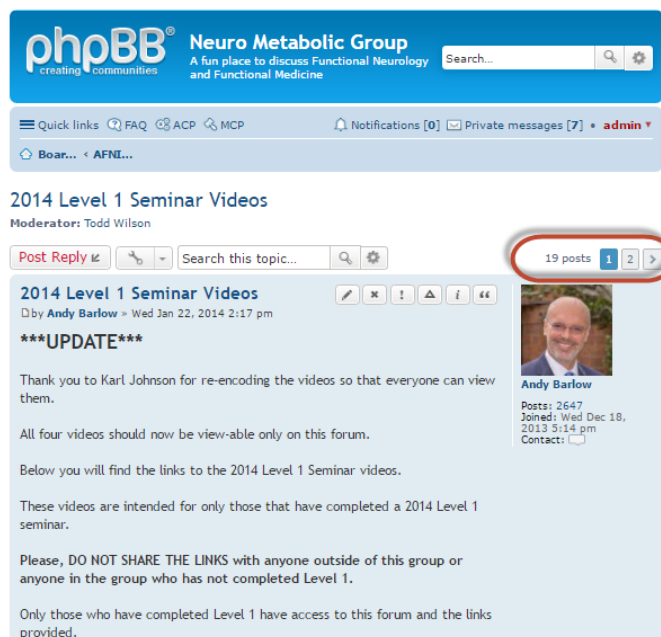 phpBB®
creating communities
Neuro Metabolic Group
A fun place to discuss Functional Neurology
and Functional Medicine
Search...
Quick links FAQ ACP MCP Notifications [0] Private messages [7] • admin
Boar... ‹ AFNI...
2014 Level 1 Seminar Videos
Moderator: Todd Wilson
Post Reply Search this topic... 19 posts 1 2 >
2014 Level 1 Seminar Videos
by Andy Barlow » Wed Jan 22, 2014 2:17 pm
***UPDATE***
Thank you to Karl Johnson for re-encoding the videos so that everyone can view
them.
All four videos should now be view-able only on this forum.
Below you will find the links to the 2014 Level 1 Seminar videos.
These videos are intended for only those that have completed a 2014 Level 1
seminar.
Please, DO NOT SHARE THE LINKS with anyone outside of this group or
anyone in the group who has not completed Level 1.
Only those who have completed Level 1 have access to this forum and the links
provided.
Andy Barlow
Posts: 2647
Joined: Wed Dec 18,
2013 5:14 pm
Contact: